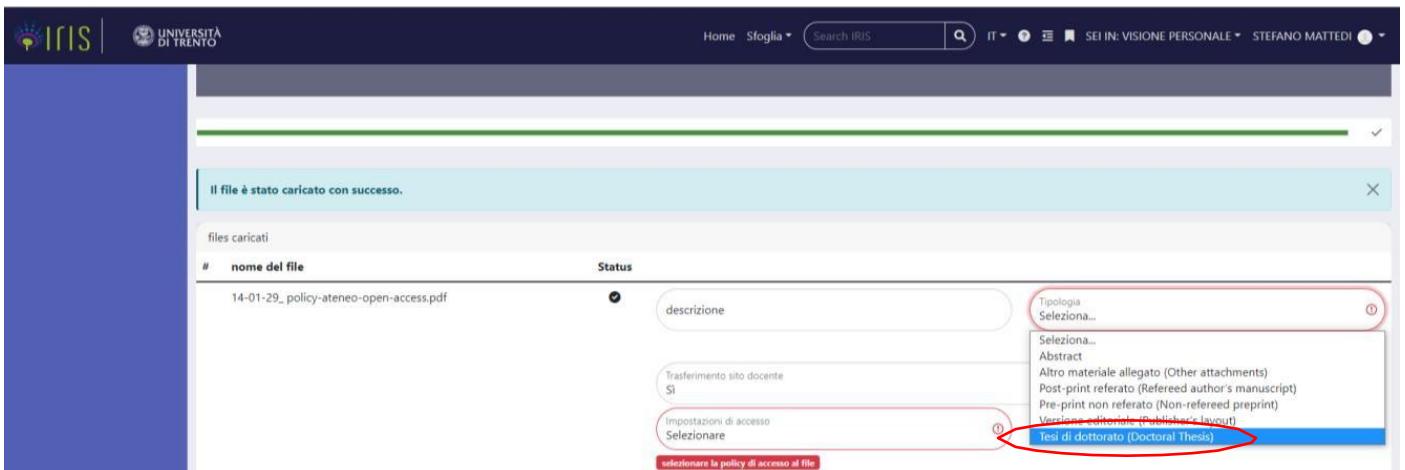 IRIS
UNIVERSITÀ
DI TRENTO
Home Sfoglia Search IRIS IT SEI IN: VISIONE PERSONALE STEFANO MATTEDI
Il file è stato caricato con successo.
files caricati
# nome del file Status
14-01-29_ policy-ateneo-open-access.pdf
descrizione
Tipologia
Seleziona...
Seleziona...
Abstract
Altro materiale allegato (Other attachments)
Post-print referato (Refereed author's manuscript)
Pre-print non referato (Non-refereed preprint)
Versione editoriale (Publisher's layout)
Tesi di dottorato (Doctoral Thesis)
Trasferimento sito docente
Sì
Impostazioni di accesso
Selezionare
selezionare la policy di accesso al file